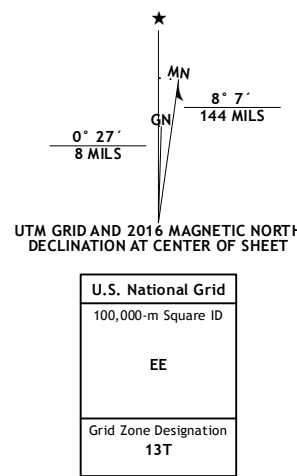 MN
GN
8° 7´
144 MILS
0° 27´
8 MILS
UTM GRID AND 2016 MAGNETIC NORTH
DECLINATION AT CENTER OF SHEET
U.S. National Grid
100,000-m Square ID
EE
Grid Zone Designation
13T